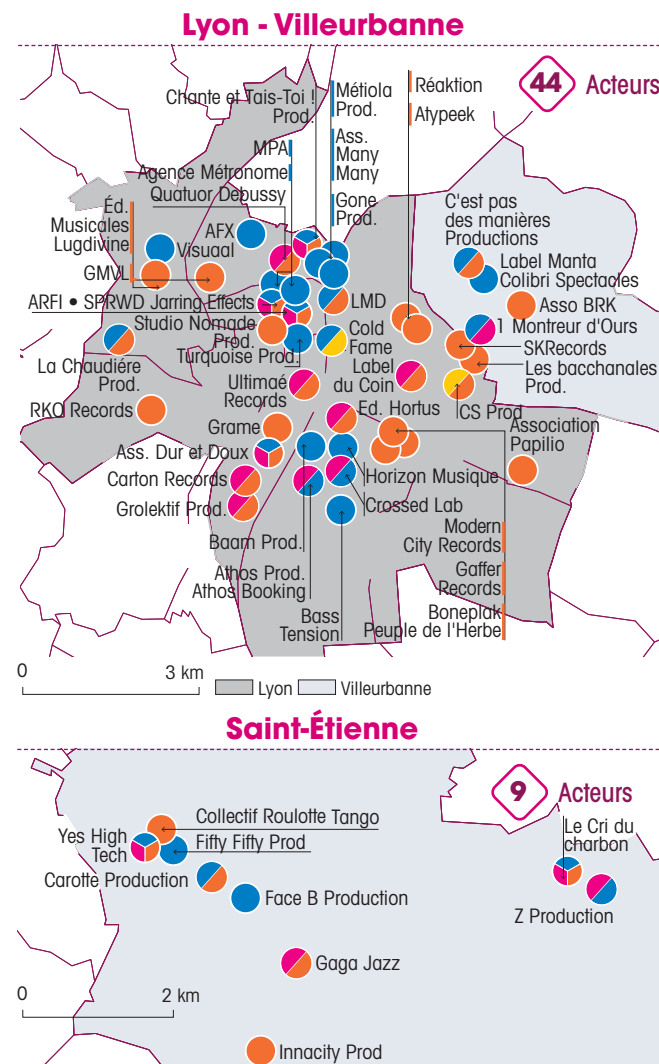 Lyon - Villeurbanne
44 Acteurs
Chante et Tais-Toi !
Prod.
Métiola
Prod.
Réaktion
Atypeek
MPA
Agence Métronome
Quatuor Debussy
Ass.
Many
Many
Gone
Prod.
Éd.
Musicales
Lugdivine
GMVL
AFX
Visuaal
C'est pas
des manières
Productions
Label Manta
Colibri Spectacles
Asso BRK
1 Montreur d'Ours
SKRecords
Les bacchanales
Prod.
ARFI • SPRWD Jarring Effects
Studio Nomade
Prod.
Turquoise Prod.
LMD
Cold
Fame
La Chaudiére
Prod.
Ultimaé
Records
Label
du Coin
CS Prod
RKO Records
Grame
Ed. Hortus
Association
Papilio
Ass. Dur et Doux
Carton Records
Grolektif Prod.
Horizon Musique
Crossed Lab
Baam Prod.
Athos Prod.
Athos Booking
Bass
Tension
Modern
City Records
Gaffer
Records
Boneplak
Peuple de l'Herbe
0 3 km
Lyon Villeurbanne
Saint-Étienne
9 Acteurs
Collectif Roulotte Tango
Yes High
Tech
Fifty Fifty Prod
Le Cri du
charbon
Carotte Production
Face B Production
Z Production
Gaga Jazz
0 2 km
Innacity Prod